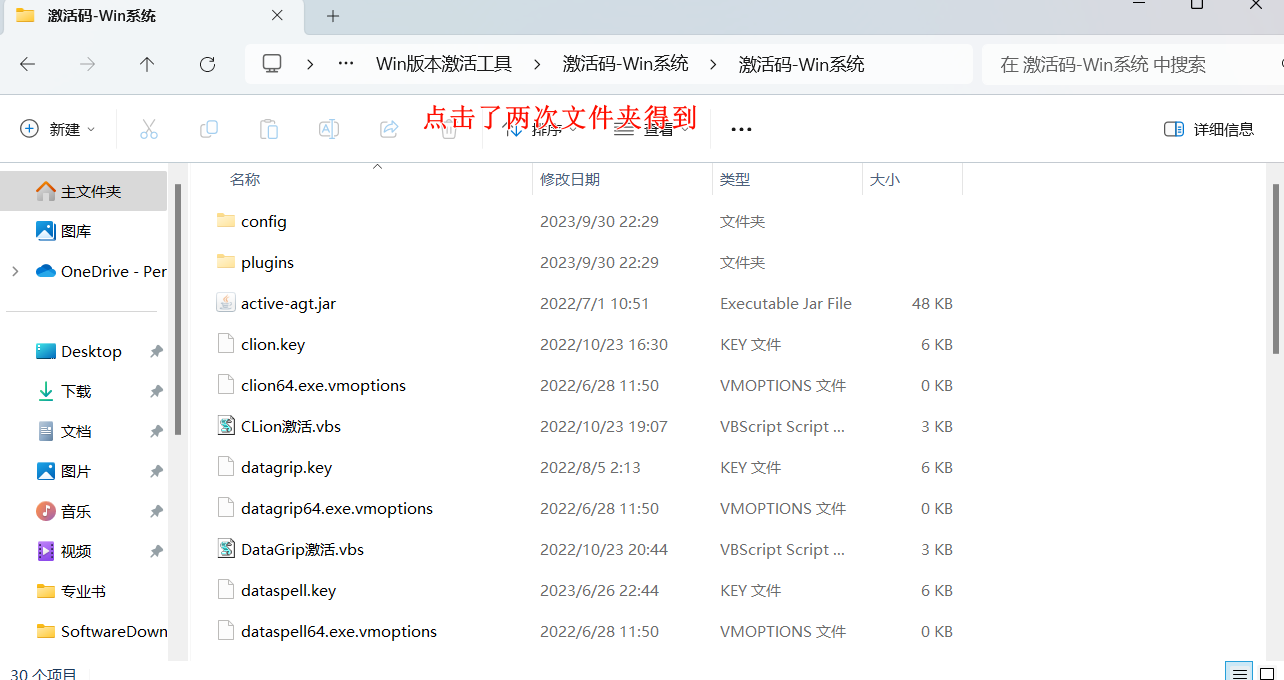 激活码-Win系统
Win版本激活工具 激活码-Win系统 激活码-Win系统 在 激活码-Win系统 中搜索
点击了两次文件夹得到
新建 排序 查看 详细信息
名称 修改日期 类型 大小
主文件夹
图库
OneDrive - Per
Desktop
下载
文档
图片
音乐
视频
专业书
SoftwareDown
config 2023/9/30 22:29 文件夹
plugins 2023/9/30 22:29 文件夹
active-agt.jar 2022/7/1 10:51 Executable Jar File 48 KB
clion.key 2022/10/23 16:30 KEY 文件 6 KB
clion64.exe.vmoptions 2022/6/28 11:50 VMOPTIONS 文件 0 KB
CLion激活.vbs 2022/10/23 19:07 VBScript Script ... 3 KB
datagrip.key 2022/8/5 2:13 KEY 文件 6 KB
datagrip64.exe.vmoptions 2022/6/28 11:50 VMOPTIONS 文件 0 KB
DataGrip激活.vbs 2022/10/23 20:44 VBScript Script ... 3 KB
dataspell.key 2023/6/26 22:44 KEY 文件 6 KB
dataspell64.exe.vmoptions 2022/6/28 11:50 VMOPTIONS 文件 0 KB
30 个项目